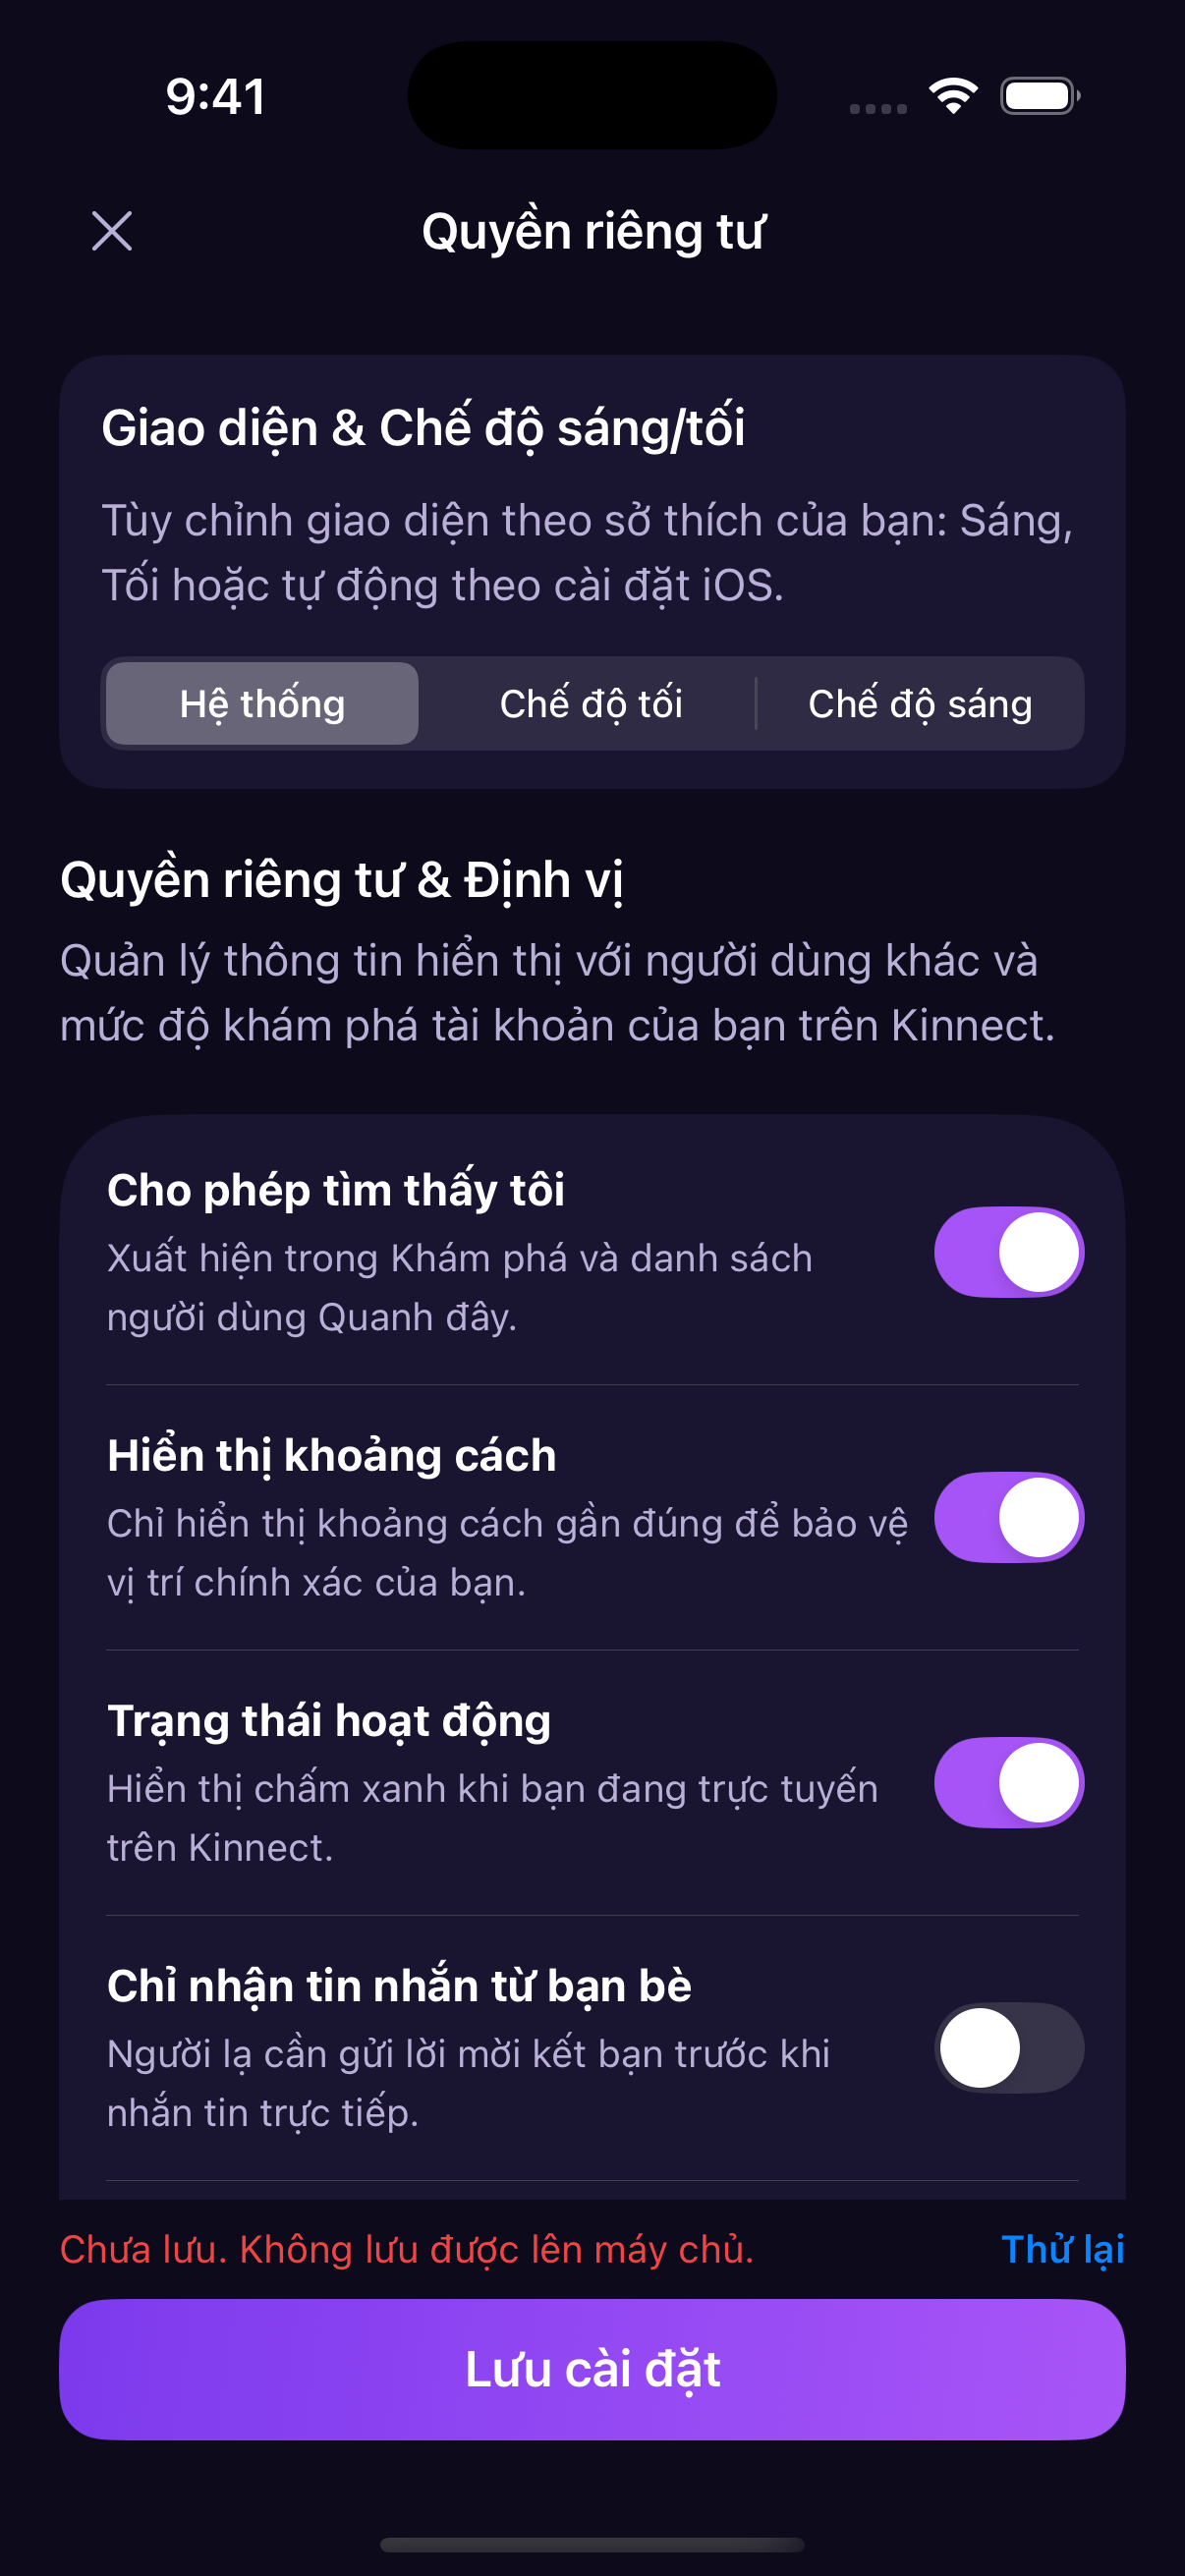 9:41
Quyền riêng tư
Giao diện & Chế độ sáng/tối
Tùy chỉnh giao diện theo sở thích của bạn: Sáng,
Tối hoặc tự động theo cài đặt iOS.
Hệ thống
Chế độ tối
Chế độ sáng
Quyền riêng tư & Định vị
Quản lý thông tin hiển thị với người dùng khác và
mức độ khám phá tài khoản của bạn trên Kinnect.
Cho phép tìm thấy tôi
Xuất hiện trong Khám phá và danh sách
người dùng Quanh đây.
Hiển thị khoảng cách
Chỉ hiển thị khoảng cách gần đúng để bảo vệ
vị trí chính xác của bạn.
Trạng thái hoạt động
Hiển thị chấm xanh khi bạn đang trực tuyến
trên Kinnect.
Chỉ nhận tin nhắn từ bạn bè
Người lạ cần gửi lời mời kết bạn trước khi
nhắn tin trực tiếp.
Chưa lưu. Không lưu được lên máy chủ.
Thử lại
Lưu cài đặt